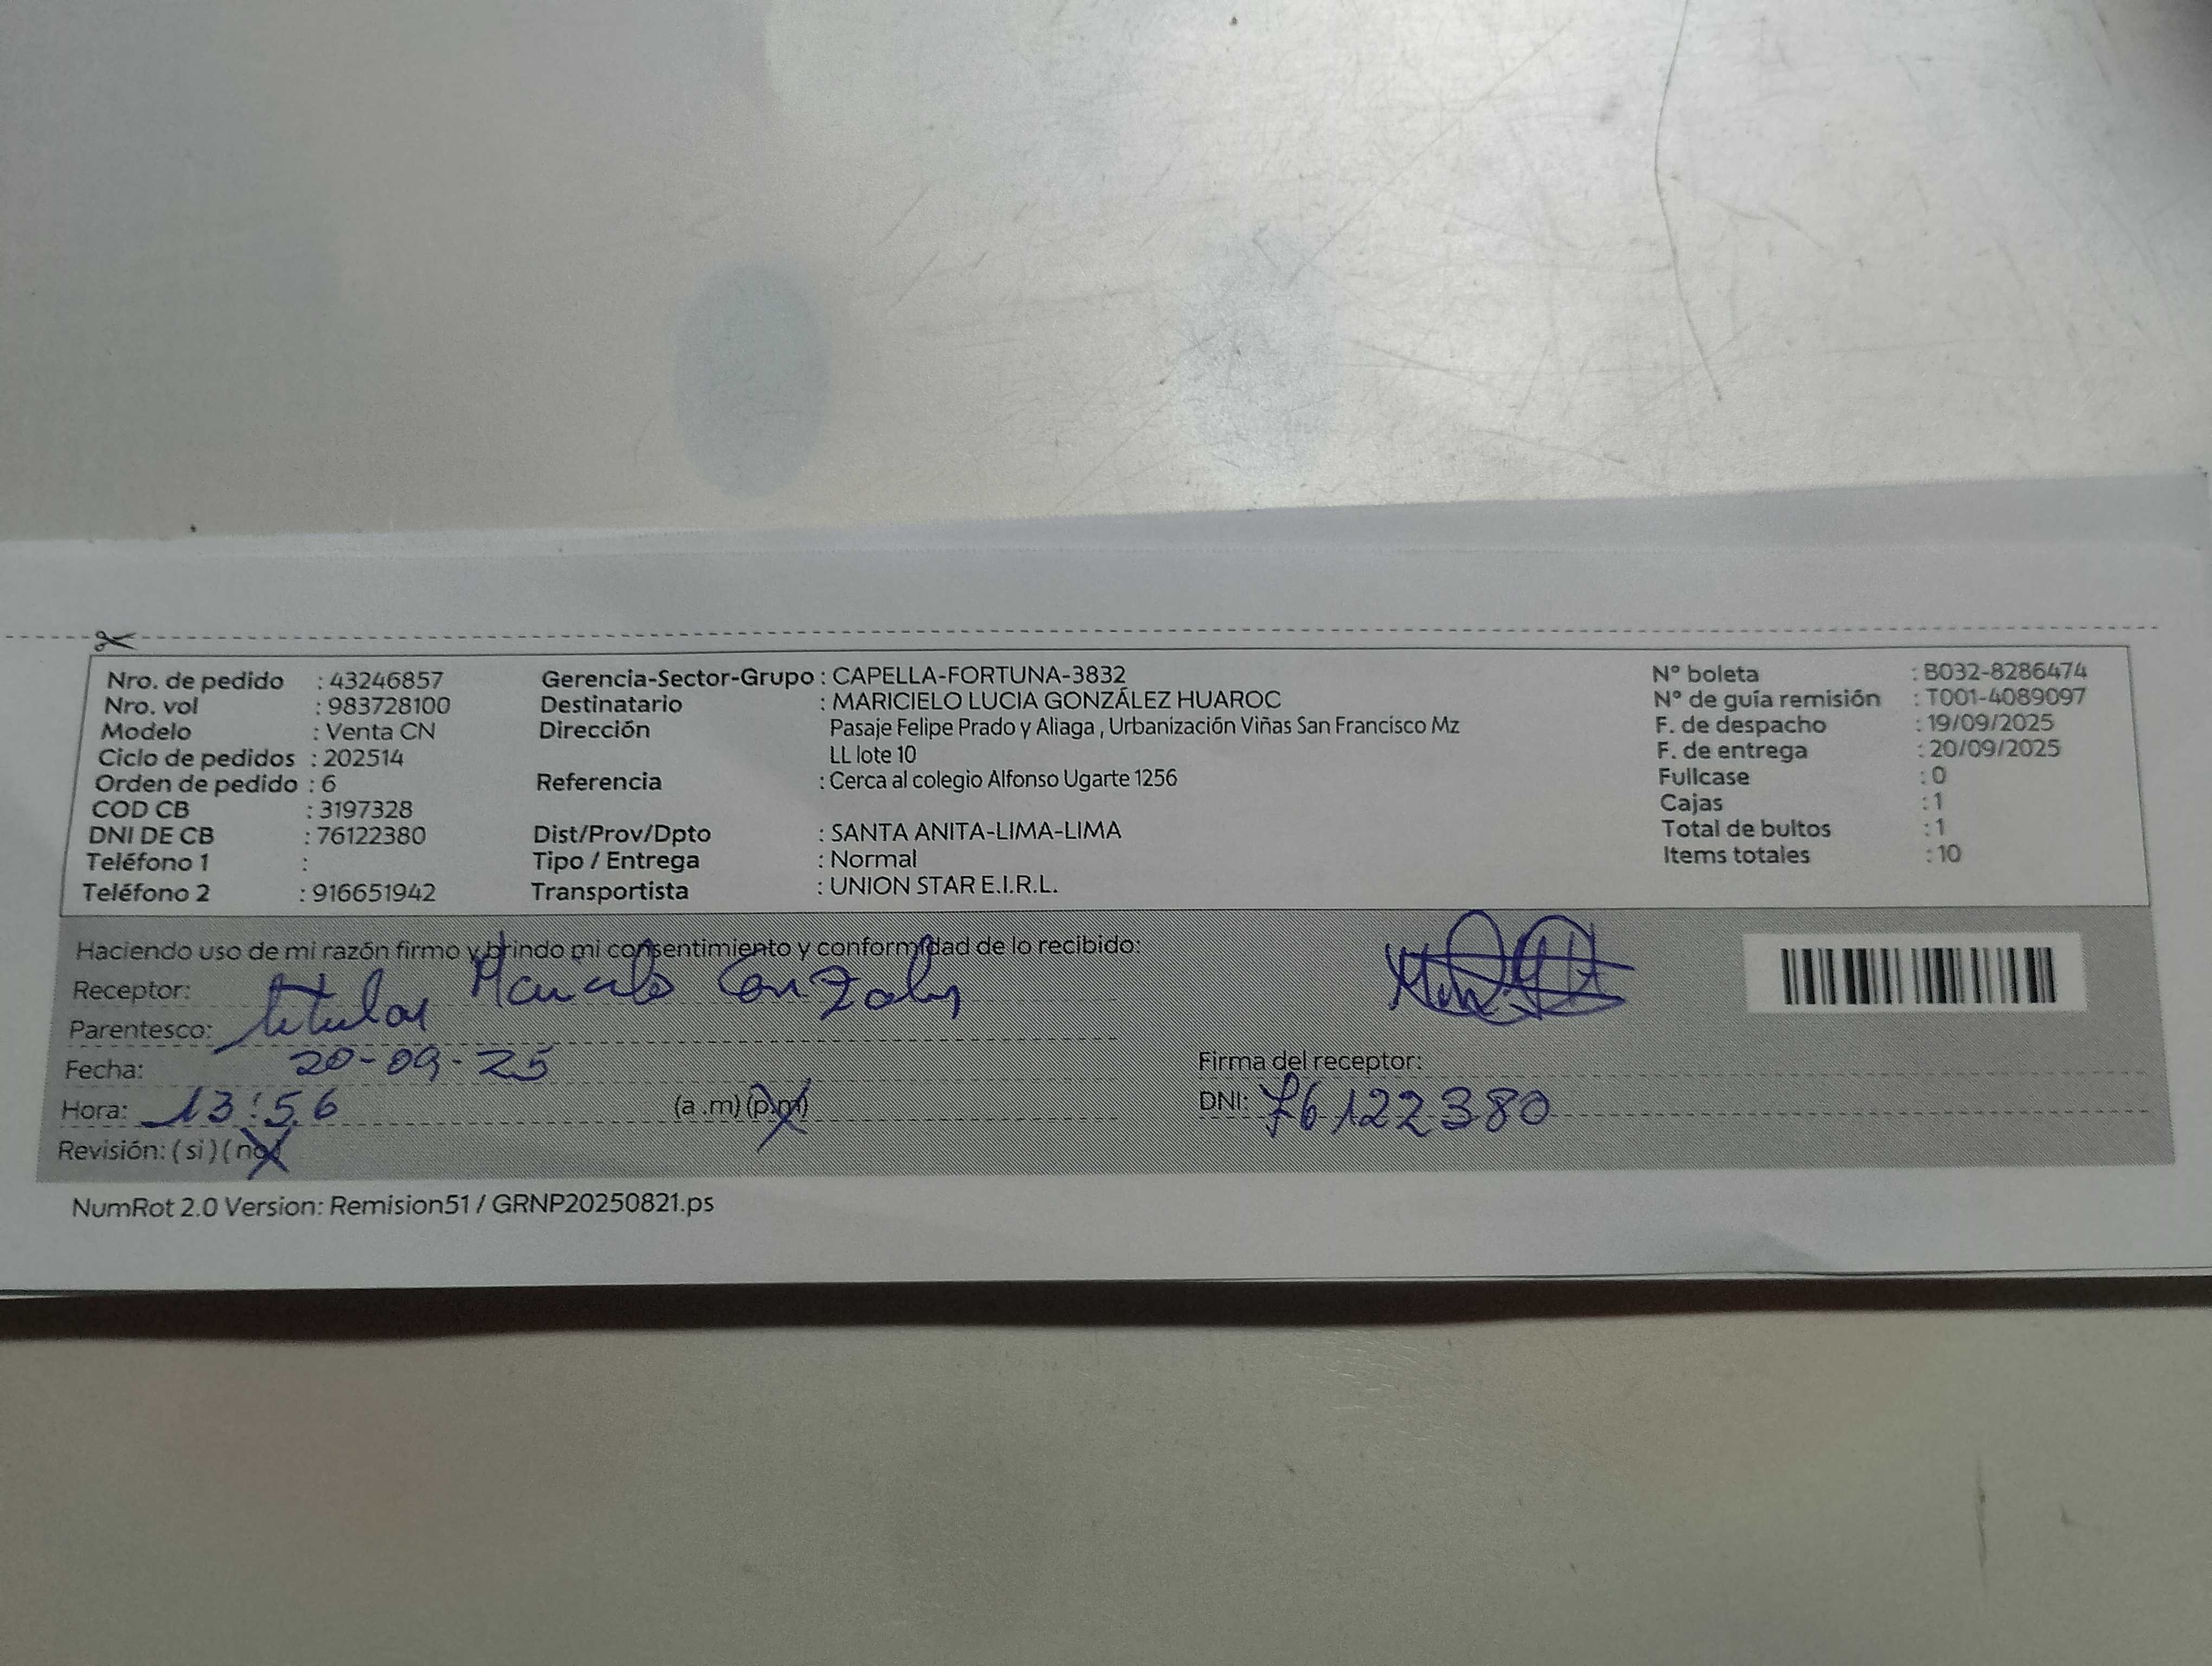 Nro. de pedido : 43246857 Gerencia-Sector-Grupo : CAPELLA-FORTUNA-3832 N° boleta : B032-8286474
Nro. vol : 983728100 Destinatario : MARICIELO LUCIA GONZÁLEZ HUAROC N° de guía remisión : T001-4089097
Modelo : Venta CN Dirección Pasaje Felipe Prado y Aliaga , Urbanización Viñas San Francisco Mz F. de despacho : 19/09/2025
Ciclo de pedidos : 202514 LL lote 10 F. de entrega : 20/09/2025
Orden de pedido : 6 Referencia : Cerca al colegio Alfonso Ugarte 1256 Fullcase : 0
COD CB : 3197328 Cajas : 1
DNI DE CB : 76122380 Dist/Prov/Dpto : SANTA ANITA-LIMA-LIMA Total de bultos : 1
Teléfono 1 : Tipo / Entrega : Normal Items totales : 10
Teléfono 2 : 916651942 Transportista : UNION STAR E.I.R.L.
Haciendo uso de mi razón firmo y brindo mi consentimiento y conformidad de lo recibido:
Receptor:
Parentesco: titular
Fecha: 20-09-25 Firma del receptor:
Hora: 13:56 (a .m) (p.m) DNI: 76122380
Revisión: ( si ) ( no )
NumRot 2.0 Version: Remision51 / GRNP20250821.ps